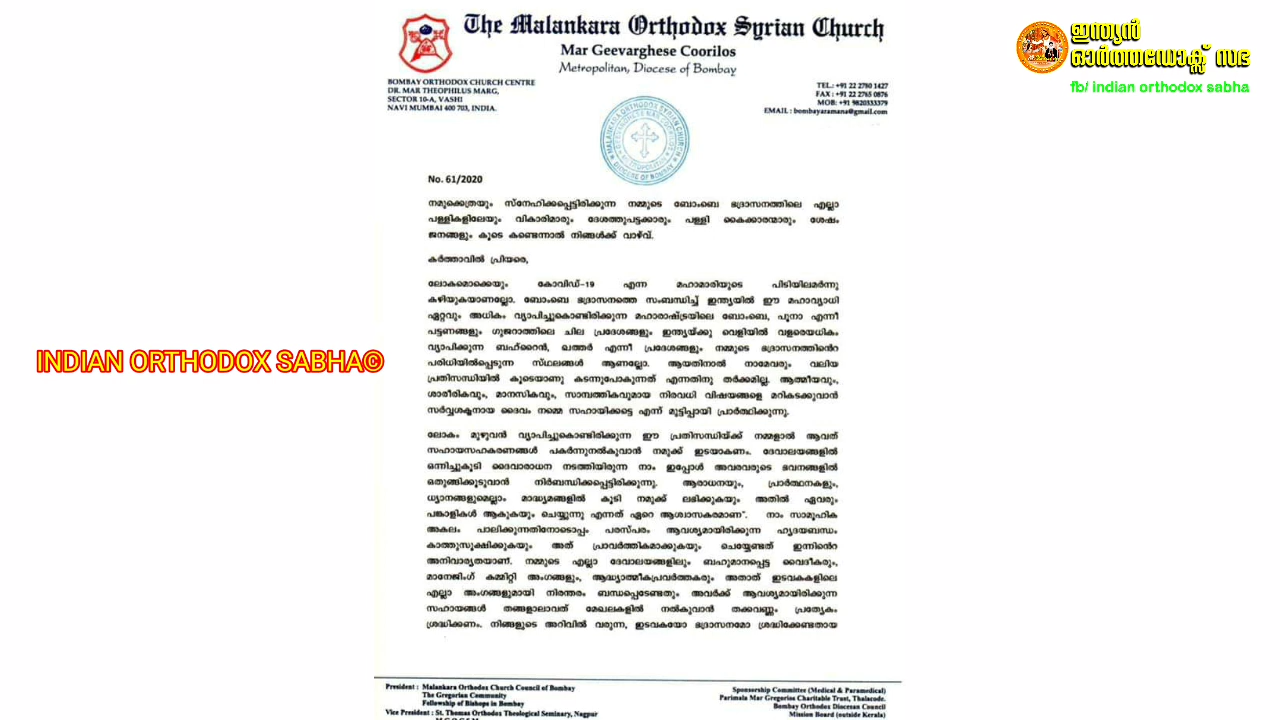 The Malankara Orthodox Syrian Church
Mar Geevarghese Coorilos
Metropolitan, Diocese of Bombay
BOMBAY ORTHODOX CHURCH CENTRE
DR. MAR THEOPHILUS MARG,
SECTOR 10-A, VASHI
NAVI MUMBAI 400 703, INDIA.
TEL.: +91 22 2780 1427
FAX : +91 22 2765 0876
MOB: +91 9820333379
EMAIL : bombayaramana@gmail.com
ഇന്ത്യൻ
ഓർത്തഡോക്സ് സഭ
fb/ indian orthodox sabha
MALANKARA ORTHODOX SYRIAN CHURCH
METROPOLITAN
DIOCESE OF BOMBAY
No. 61/2020
നമുക്കെത്രയും സ്നേഹിക്കപ്പെട്ടിരിക്കുന്ന നമ്മുടെ ബോംബെ ഭദ്രാസനത്തിലെ എല്ലാ
പള്ളികളിലേയും വികാരിമാരും ദേശത്തുപട്ടക്കാരും പള്ളി കൈക്കാരന്മാരും ശേഷം
ജനങ്ങളും കൂടെ കണ്ടെന്നാൽ നിങ്ങൾക്ക് വാഴ്വ്.
കർത്താവിൽ പ്രിയരെ,
ലോകമൊക്കെയും കോവിഡ്-19 എന്ന മഹാമാരിയുടെ പിടിയിലമർന്നു
കഴിയുകയാണല്ലോ. ബോംബെ ഭദ്രാസനത്തെ സംബന്ധിച്ച് ഇന്ത്യയിൽ ഈ മഹാവ്യാധി
ഏറ്റവും അധികം വ്യാപിച്ചുകൊണ്ടിരിക്കുന്ന മഹാരാഷ്ട്രയിലെ ബോംബെ, പൂനാ എന്നീ
പട്ടണങ്ങളും ഗുജറാത്തിലെ ചില പ്രദേശങ്ങളും ഇന്ത്യയ്ക്കു വെളിയിൽ വളരെയധികം
വ്യാപിക്കുന്ന ബഹ്റൈൻ, ഖത്തർ എന്നീ പ്രദേശങ്ങളും നമ്മുടെ ഭദ്രാസനത്തിൻെറ
പരിധിയിൽപ്പെടുന്ന സ്ഥലങ്ങൾ ആണല്ലോ. ആയതിനാൽ നാമേവരും വലിയ
പ്രതിസന്ധിയിൽ കൂടെയാണു കടന്നുപോകുന്നത് എന്നതിനു തർക്കമില്ല. ആത്മീയവും,
ശാരീരികവും, മാനസികവും, സാമ്പത്തികവുമായ നിരവധി വിഷയങ്ങളെ മറികടക്കുവാൻ
സർവ്വശക്തനായ ദൈവം നമ്മെ സഹായിക്കട്ടെ എന്ന് മുട്ടിപ്പായി പ്രാർത്ഥിക്കുന്നു.
ലോകം മുഴുവൻ വ്യാപിച്ചുകൊണ്ടിരിക്കുന്ന ഈ പ്രതിസന്ധിയ്ക്ക് നമ്മളാൽ ആവത്
സഹായസഹകരണങ്ങൾ പകർന്നുനൽകുവാൻ നമുക്ക് ഇടയാകണം. ദേവാലയങ്ങളിൽ
ഒന്നിച്ചുകൂടി ദൈവാരാധന നടത്തിയിരുന്ന നാം ഇപ്പോൾ അവരവരുടെ ഭവനങ്ങളിൽ
ഒതുങ്ങിക്കൂടുവാൻ നിർബന്ധിക്കപ്പെട്ടിരിക്കുന്നു. ആരാധനയും, പ്രാർത്ഥനകളും,
ധ്യാനങ്ങളുമെല്ലാം മാദ്ധ്യമങ്ങളിൽ കൂടി നമുക്ക് ലഭിക്കുകയും അതിൽ ഏവരും
പങ്കാളികൾ ആകുകയും ചെയ്യുന്നു എന്നത് ഏറെ ആശ്വാസകരമാണ്. നാം സാമൂഹിക
അകലം പാലിക്കുന്നതിനോടൊപ്പം പരസ്പരം ആവശ്യമായിരിക്കുന്ന ഹൃദയബന്ധം
കാത്തുസൂക്ഷിക്കുകയും അത് പ്രാവർത്തികമാക്കുകയും ചെയ്യേണ്ടത് ഇന്നിൻെറ
അനിവാര്യതയാണ്. നമ്മുടെ എല്ലാ ദേവാലയങ്ങളിലും ബഹുമാനപ്പെട്ട വൈദീകരും,
മാനേജിംഗ് കമ്മിറ്റി അംഗങ്ങളും, ആദ്ധ്യാത്മീകപ്രവർത്തകരും അതാത് ഇടവകകളിലെ
എല്ലാ അംഗങ്ങളുമായി നിരന്തരം ബന്ധപ്പെടേണ്ടതും അവർക്ക് ആവശ്യമായിരിക്കുന്ന
സഹായങ്ങൾ തങ്ങളാലാവത് മേഖലകളിൽ നൽകുവാൻ തക്കവണ്ണം പ്രത്യേകം
ശ്രദ്ധിക്കണം. നിങ്ങളുടെ അറിവിൽ വരുന്ന, ഇടവകയോ ഭദ്രാസനമോ ശ്രദ്ധിക്കേണ്ടതായ
INDIAN ORTHODOX SABHA©
President : Malankara Orthodox Church Council of Bombay
The Gregorian Community
Fellowship of Bishops in Bombay
Vice President : St. Thomas Orthodox Theological Seminary, Nagpur
M.G.O.C.S.M.
Sponsorship Committee (Medical & Paramedical)
Parimala Mar Gregorios Charitable Trust, Thalacode.
Bombay Orthodox Diocesan Council
Mission Board (outside Kerala)